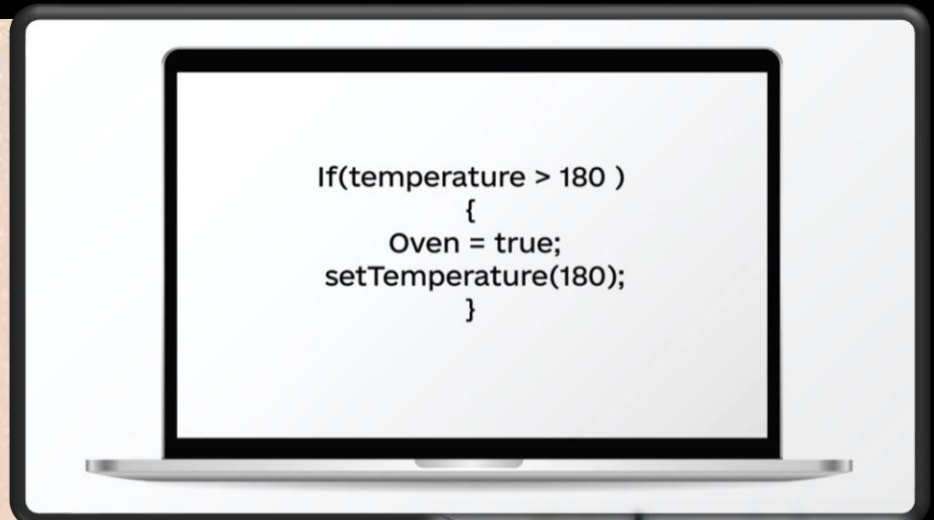 If(temperature > 180 )
{
Oven = true;
setTemperature(180);
}